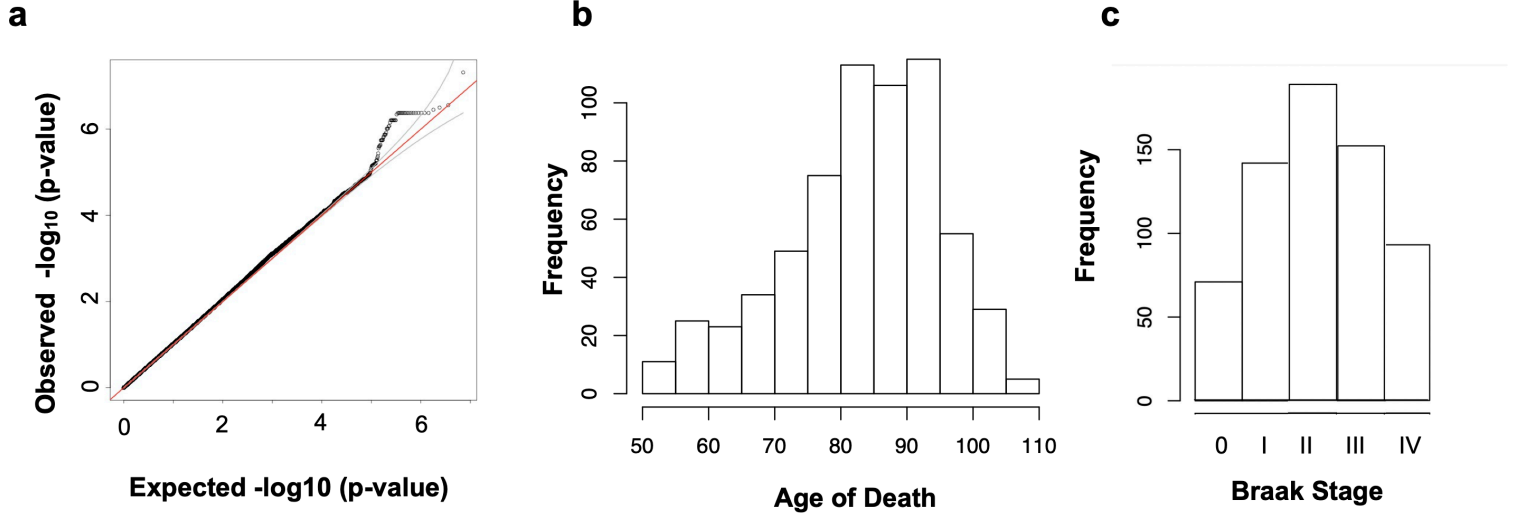 a
Observed -log10 (p-value)
0
2
4
6
0
2
4
6
Expected -log10 (p-value)
b
Frequency
0
20
40
60
80
100
50
60
70
80
90
100
110
Age of Death
c
Frequency
0
50
100
150
0
I
II
III
IV
Braak Stage